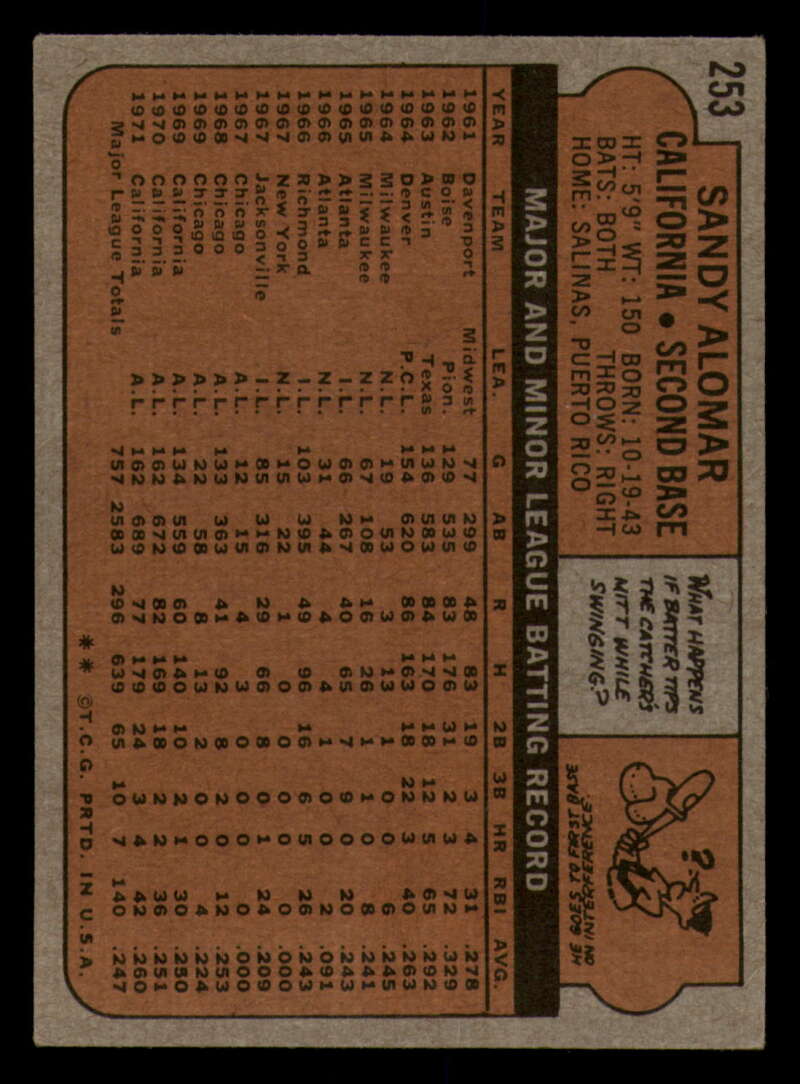 253
SANDY ALOMAR
CALIFORNIA • SECOND BASE
HT: 5'9" WT: 150 BORN: 10-19-43
BATS: BOTH THROWS: RIGHT
HOME: SALINAS, PUERTO RICO
WHAT HAPPENS
IF BATTER TIPS
THE CATCHER'S
MITT WHILE
SWINGING?
?
HE GOES TO FIRST BASE
ON INTERFERENCE.
MAJOR AND MINOR LEAGUE BATTING RECORD
YEAR TEAM LEA. G AB R H 2B 3B HR RBI AVG.
1961 Davenport Midwest 77 299 48 83 19 3 4 31 .278
1962 Boise Pion. 129 535 83 176 31 2 3 72 .329
1963 Austin Texas 136 583 84 170 18 12 5 65 .292
1964 Denver P.C.L. 154 620 86 163 18 22 3 40 .263
1964 Milwaukee N.L. 19 53 3 13 1 0 0 6 .245
1965 Milwaukee N.L. 67 108 16 26 1 1 0 8 .241
1965 Atlanta I.L. 66 267 40 65 7 9 0 20 .243
1966 Atlanta N.L. 31 44 4 4 1 0 0 2 .091
1966 Richmond I.L. 103 395 49 96 16 6 5 26 .243
1967 New York N.L. 15 22 1 0 0 0 0 0 .000
1967 Jacksonville I.L. 85 316 29 66 8 0 1 24 .209
1967 Chicago A.L. 12 15 4 3 0 0 0 0 .000
1968 Chicago A.L. 133 363 41 92 8 2 0 12 .253
1969 Chicago A.L. 22 58 8 13 2 0 0 4 .224
1969 California A.L. 134 559 60 140 10 2 1 30 .250
1970 California A.L. 162 672 82 169 18 2 2 36 .251
1971 California A.L. 162 689 77 179 24 3 4 42 .260
Major League Totals 757 2583 296 639 65 10 7 140 .247
** ©T.C.G. PRTD. IN U.S.A.